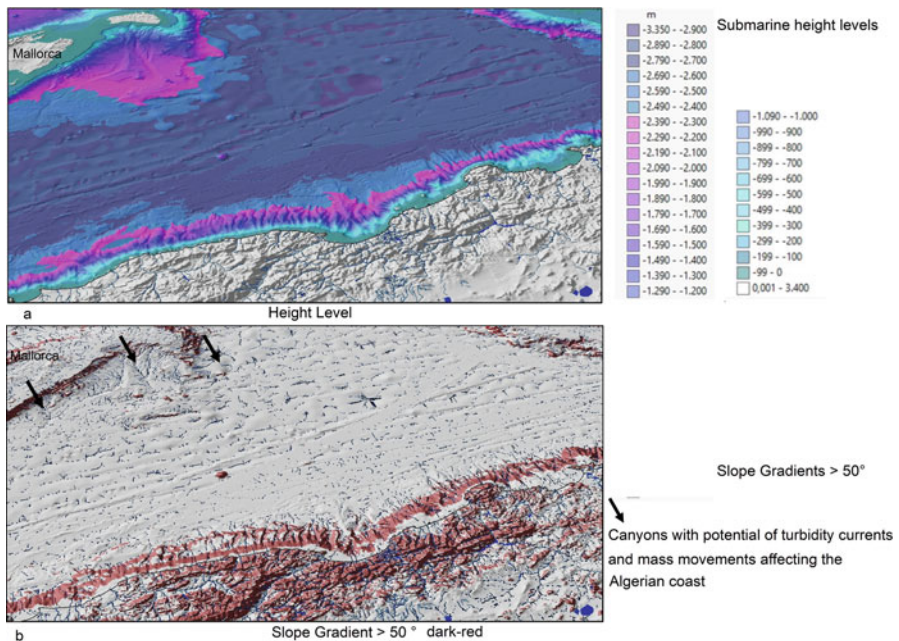 Mallorca
a
Height Level
m
-3.350 - -2.900
-2.890 - -2.800
-2.790 - -2.700
-2.690 - -2.600
-2.590 - -2.500
-2.490 - -2.400
-2.390 - -2.300
-2.290 - -2.200
-2.190 - -2.100
-2.090 - -2.000
-1.990 - -1.900
-1.890 - -1.800
-1.790 - -1.700
-1.690 - -1.600
-1.590 - -1.500
-1.490 - -1.400
-1.390 - -1.300
-1.290 - -1.200
Submarine height levels
-1.090 - -1.000
-990 - -900
-899 - -800
-799 - -700
-699 - -600
-599 - -500
-499 - -400
-399 - -300
-299 - -200
-199 - -100
-99 - 0
0,001 - 3.400
Mallorca
b
Slope Gradient > 50 ° dark-red
Slope Gradients > 50°
Canyons with potential of turbidity currents
and mass movements affecting the
Algerian coast